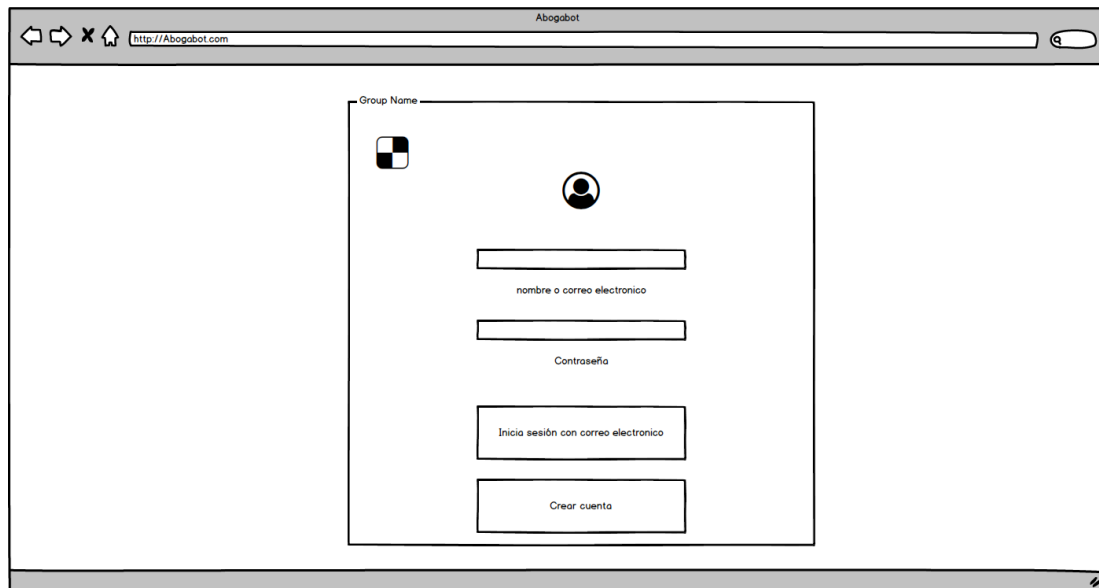 Abogabot
http://Abogabot.com
Group Name
nombre o correo electronico
Contraseña
Inicia sesión con correo electronico
Crear cuenta